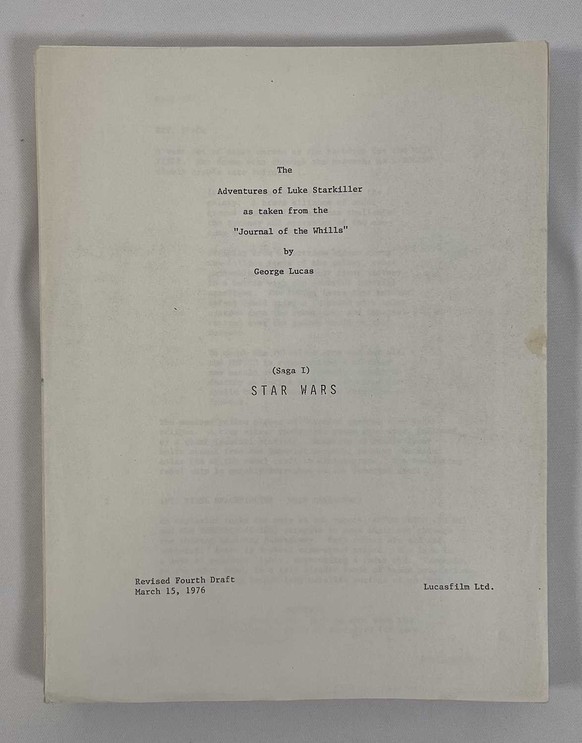 The
Adventures of Luke Starkiller
as taken from the
"Journal of the Whills"
by
George Lucas
(Saga I)
STAR WARS
Revised Fourth Draft
March 15, 1976
Lucasfilm Ltd.